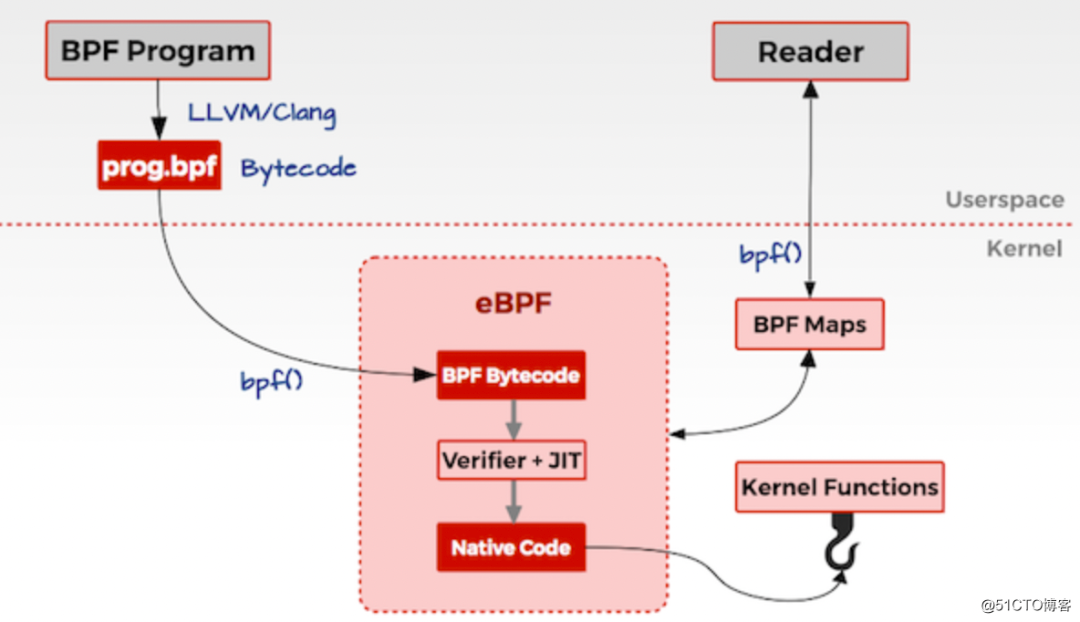 BPF Program
Reader
LLVM/Clang
prog.bpf
Bytecode
Userspace
Kernel
bpf()
eBPF
BPF Maps
BPF Bytecode
bpf()
Verifier + JIT
Kernel Functions
Native Code
@51CTO博客